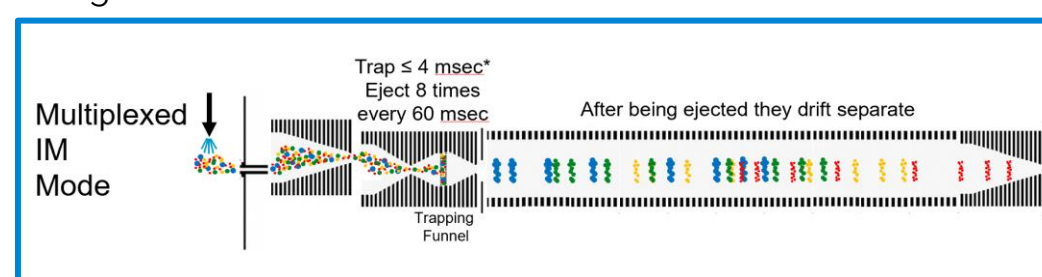 Multiplexed
IM
Mode
Trap ≤ 4 msec*
Eject 8 times
every 60 msec
After being ejected they drift separate
Trapping
Funnel